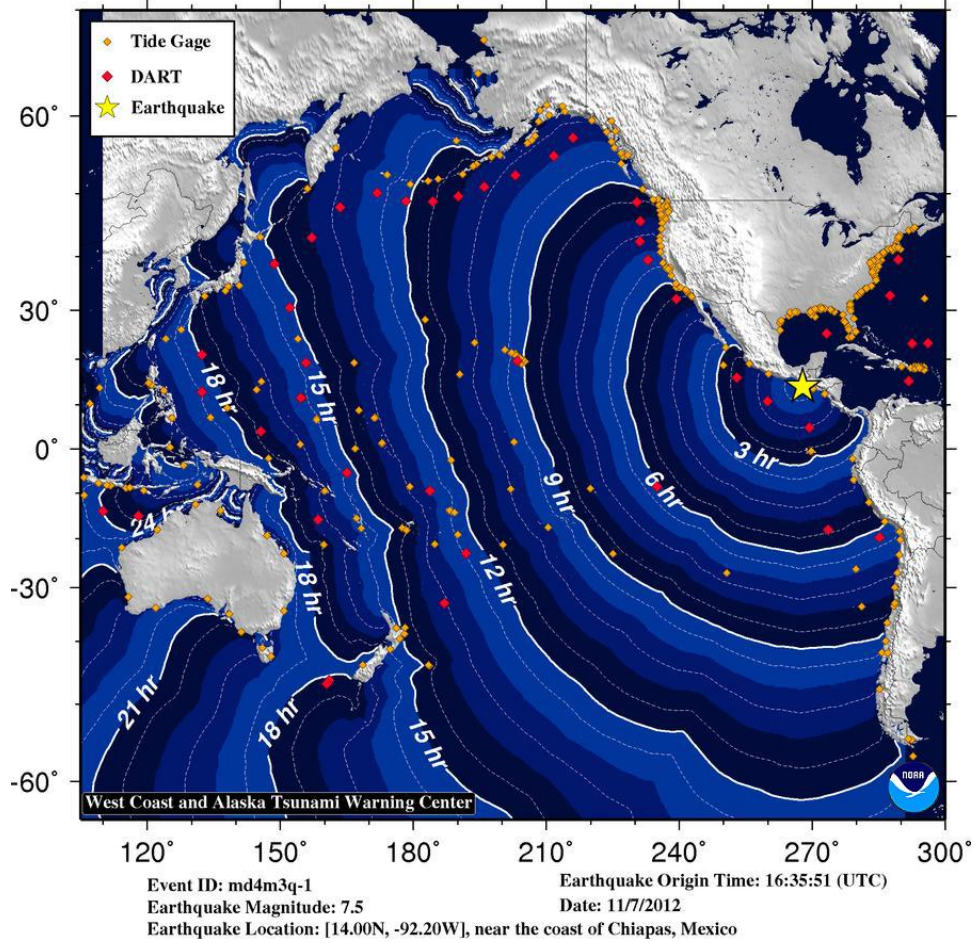 Tide Gage
DART
Earthquake
60°
30°
0°
-30°
-60°
18 hr
15 hr
3 hr
6 hr
9 hr
24 hr
12 hr
18 hr
21 hr
18 hr
15 hr
NOAA
West Coast and Alaska Tsunami Warning Center
120° 150° 180° 210° 240° 270° 300°
Event ID: md4m3q-1
Earthquake Magnitude: 7.5
Earthquake Location: [14.00N, -92.20W], near the coast of Chiapas, Mexico
Earthquake Origin Time: 16:35:51 (UTC)
Date: 11/7/2012